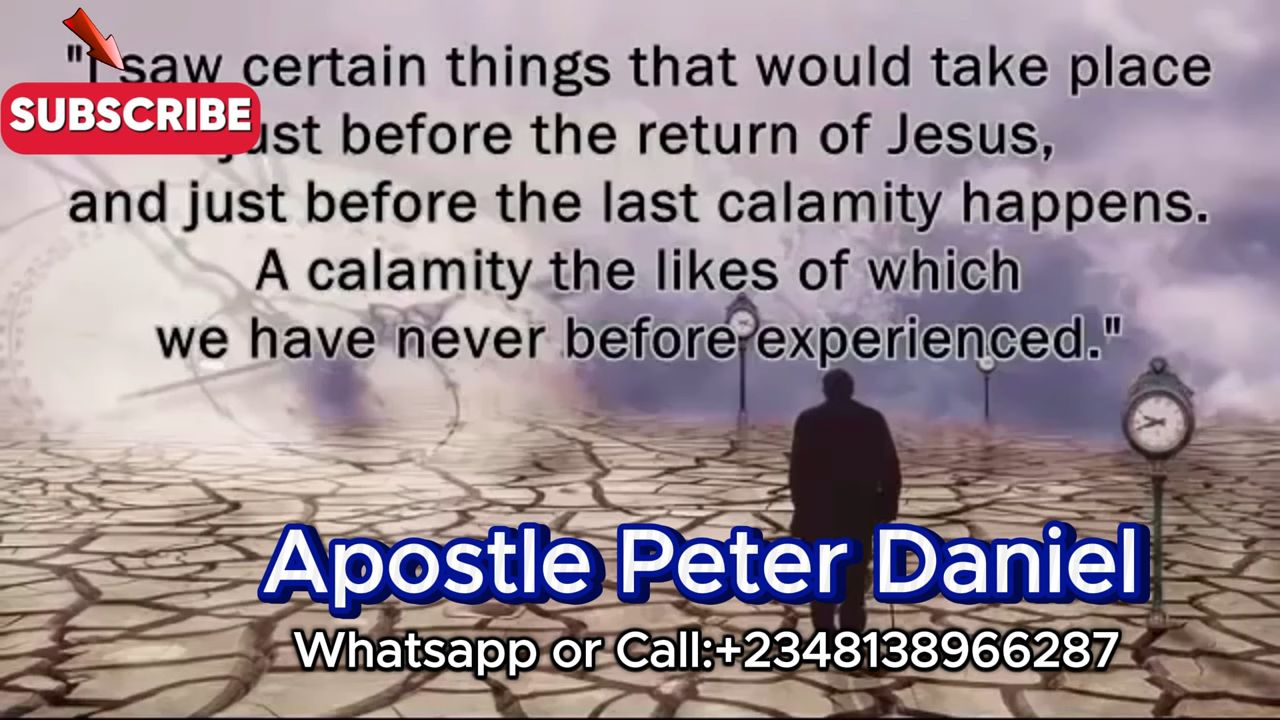 "I saw certain things that would take place
SUBSCRIBE
just before the return of Jesus,
and just before the last calamity happens.
A calamity the likes of which
we have never before experienced."
Apostle Peter Daniel
Whatsapp or Call:+2348138966287